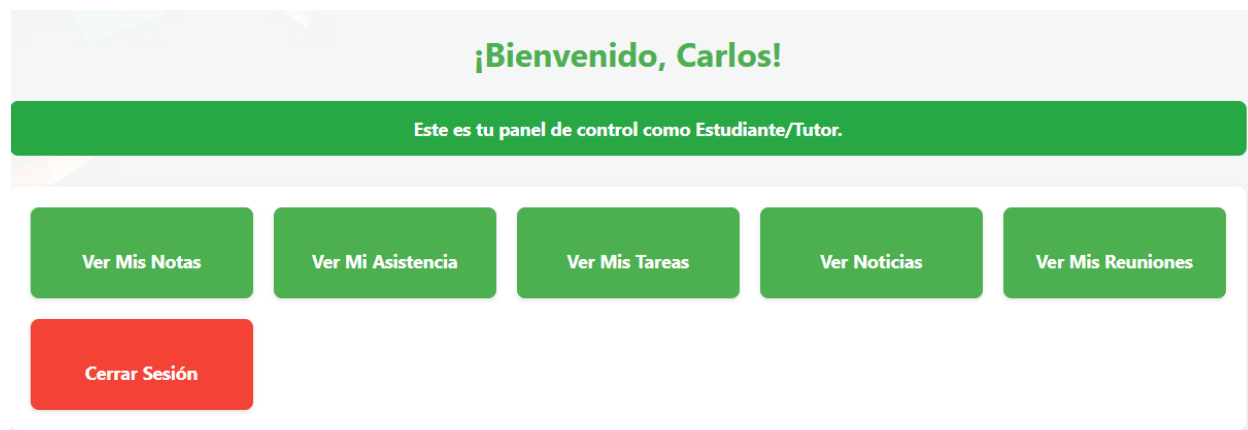 ¡Bienvenido, Carlos!
Este es tu panel de control como Estudiante/Tutor.
Ver Mis Notas
Ver Mi Asistencia
Ver Mis Tareas
Ver Noticias
Ver Mis Reuniones
Cerrar Sesión